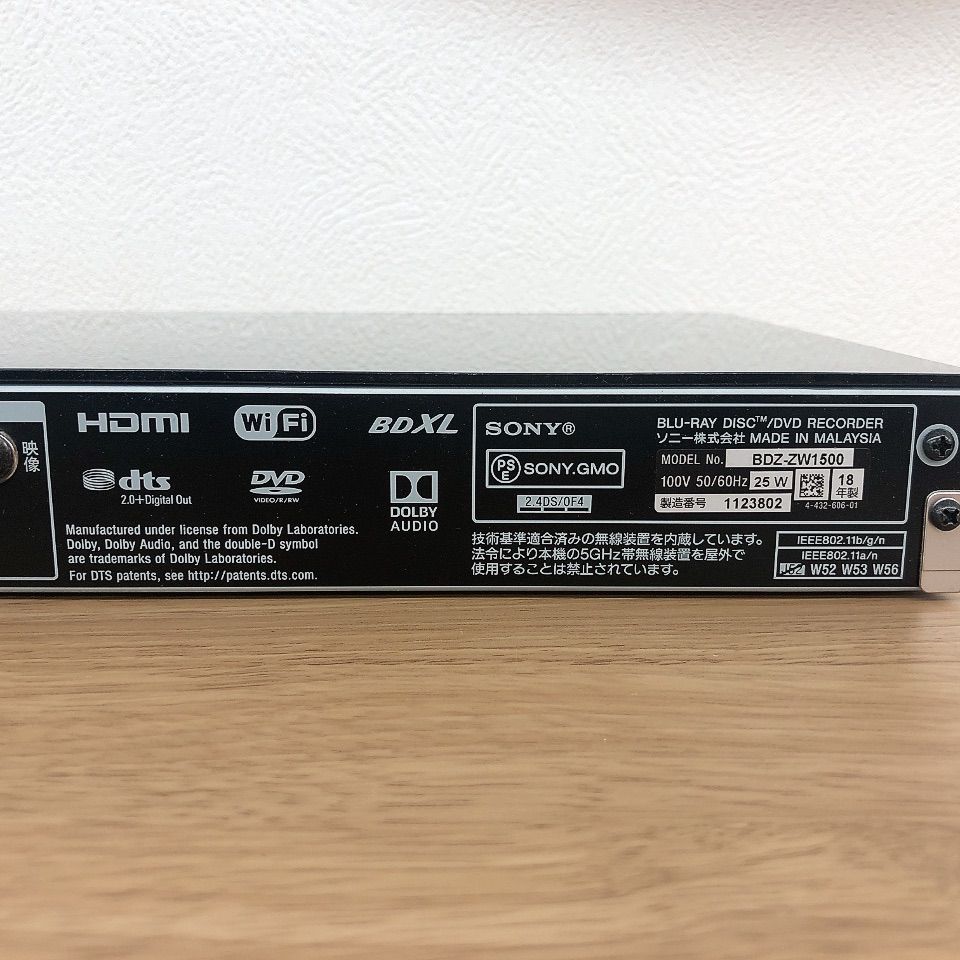 映像
HDMI
Wi Fi
BDXL
dts
2.0+Digital Out
DVD
VIDEO/R/RW
DOLBY
AUDIO
Manufactured under license from Dolby Laboratories.
Dolby, Dolby Audio, and the double-D symbol
are trademarks of Dolby Laboratories.
For DTS patents, see http://patents.dts.com.
SONY®
PSE SONY.GMO
2.4DS/OF4
BLU-RAY DISC™/DVD RECORDER
ソニー株式会社 MADE IN MALAYSIA
MODEL No. BDZ-ZW1500
100V 50/60Hz 25 W 18年製
製造番号 1123802
4-432-606-01
技術基準適合済みの無線装置を内蔵しています。
法令により本機の5GHz帯無線装置を屋外で
使用することは禁止されています。
IEEE802.11b/g/n
IEEE802.11a/n
J52 W52 W53 W56